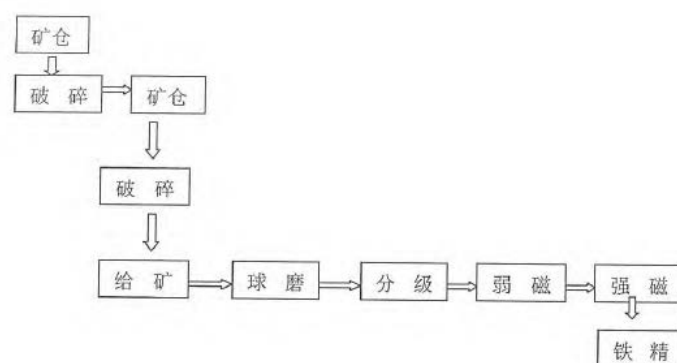 矿仓
破 碎
矿仓
破 碎
给 矿
球 磨
分 级
弱 磁
强 磁
铁 精